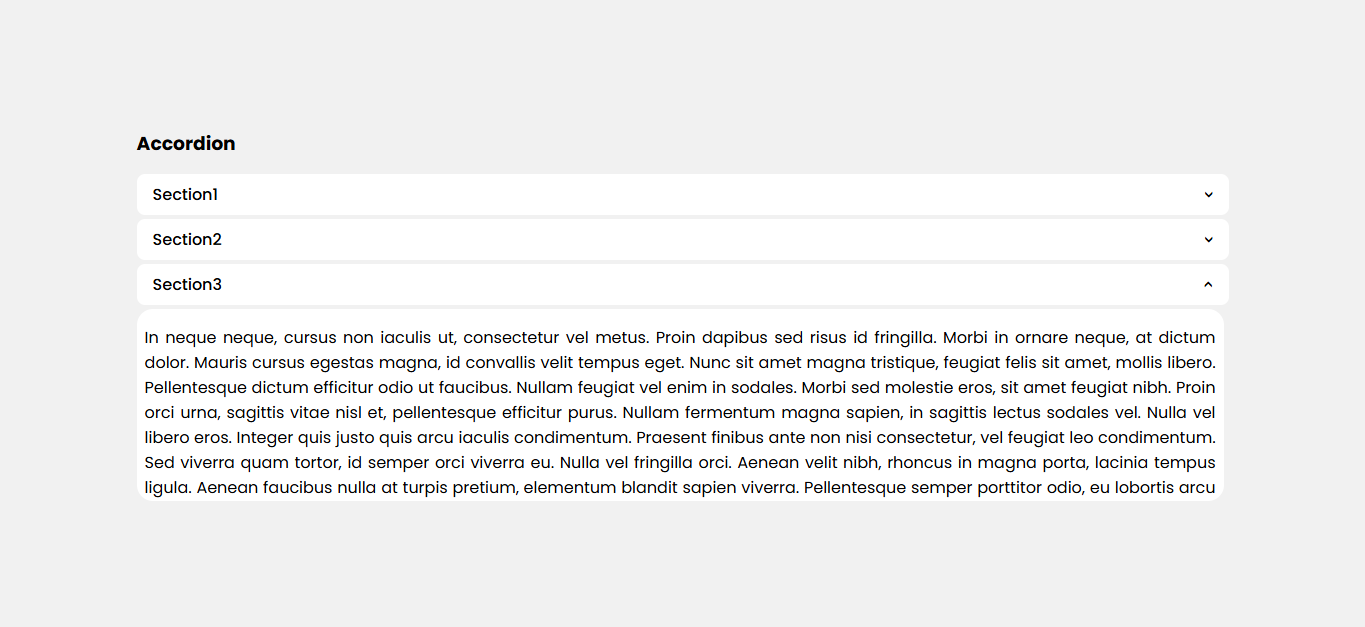 Accordion
Section1
Section2
Section3
In neque neque, cursus non iaculis ut, consectetur vel metus. Proin dapibus sed risus id fringilla. Morbi in ornare neque, at dictum
dolor. Mauris cursus egestas magna, id convallis velit tempus eget. Nunc sit amet magna tristique, feugiat felis sit amet, mollis libero.
Pellentesque dictum efficitur odio ut faucibus. Nullam feugiat vel enim in sodales. Morbi sed molestie eros, sit amet feugiat nibh. Proin
orci urna, sagittis vitae nisl et, pellentesque efficitur purus. Nullam fermentum magna sapien, in sagittis lectus sodales vel. Nulla vel
libero eros. Integer quis justo quis arcu iaculis condimentum. Praesent finibus ante non nisi consectetur, vel feugiat leo condimentum.
Sed viverra quam tortor, id semper orci viverra eu. Nulla vel fringilla orci. Aenean velit nibh, rhoncus in magna porta, lacinia tempus
ligula. Aenean faucibus nulla at turpis pretium, elementum blandit sapien viverra. Pellentesque semper porttitor odio, eu lobortis arcu